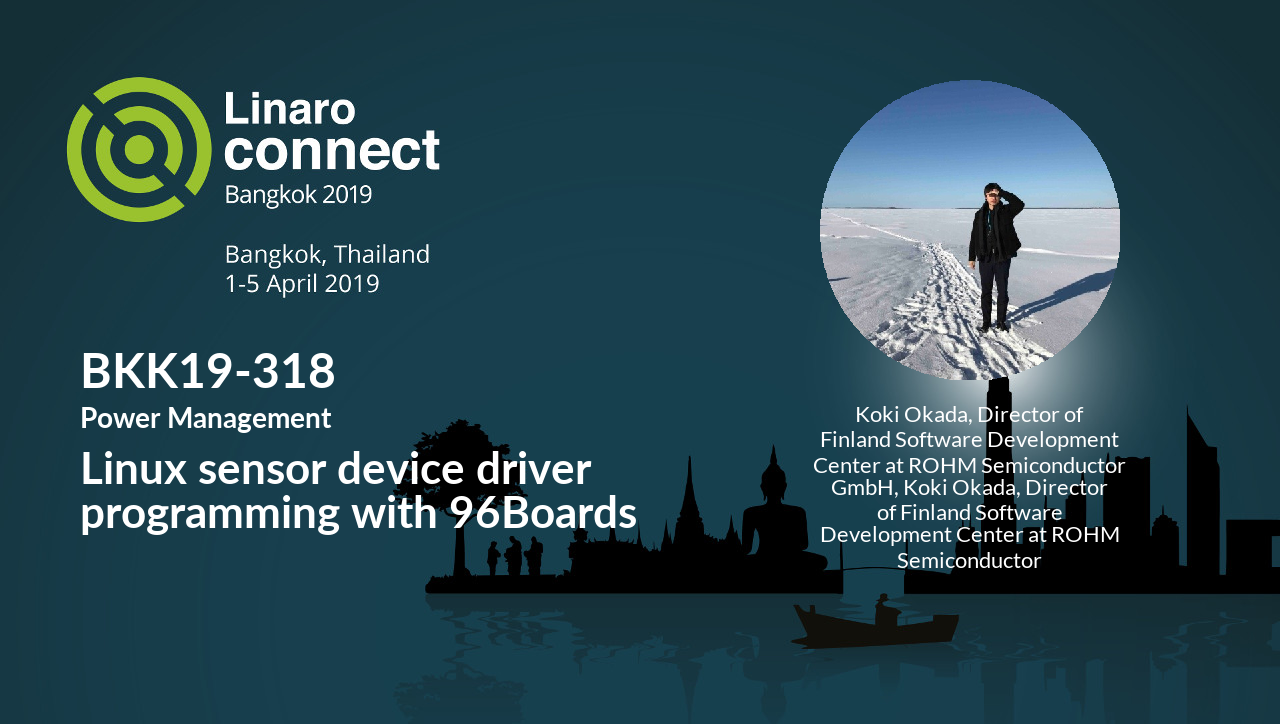 Linaro
connect
Bangkok 2019
Bangkok, Thailand
1-5 April 2019
BKK19-318
Power Management
Linux sensor device driver
programming with 96Boards
Koki Okada, Director of
Finland Software Development
Center at ROHM Semiconductor
GmbH, Koki Okada, Director
of Finland Software
Development Center at ROHM
Semiconductor